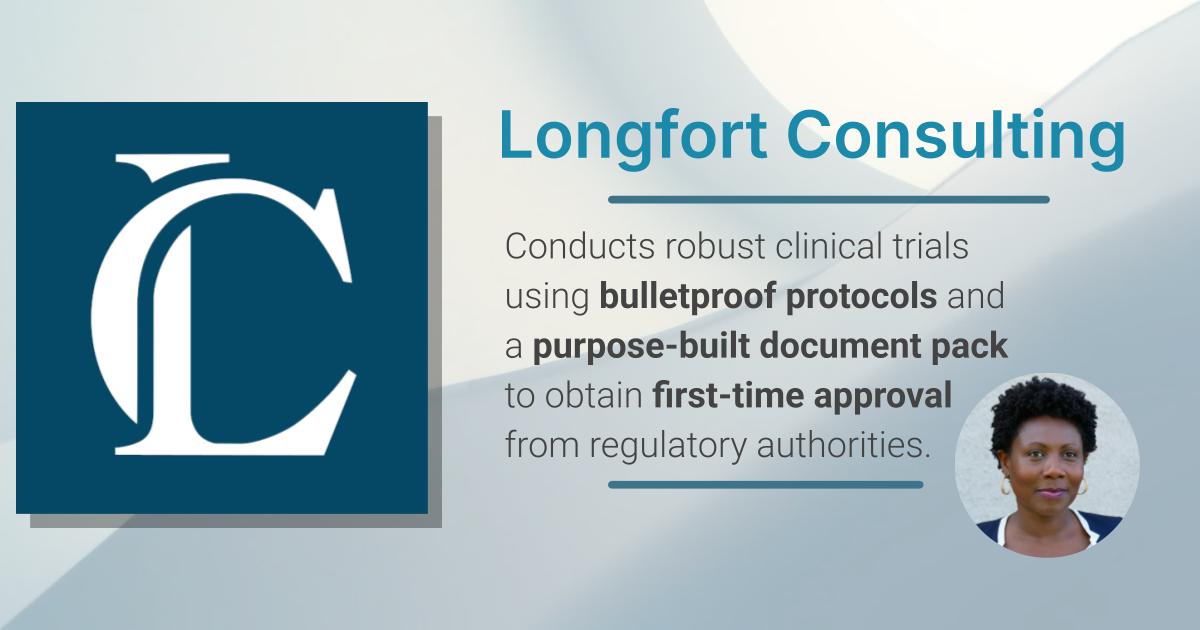 LC
Longfort Consulting
Conducts robust clinical trials
using bulletproof protocols and
a purpose-built document pack
to obtain first-time approval
from regulatory authorities.